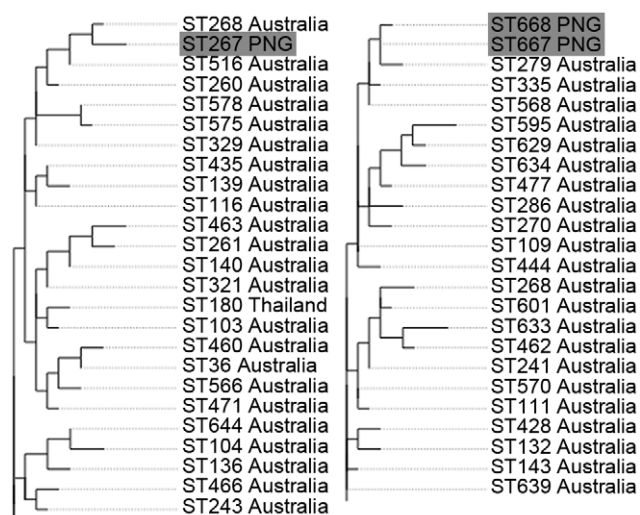 ST268 Australia
ST267 PNG
ST516 Australia
ST260 Australia
ST578 Australia
ST575 Australia
ST329 Australia
ST435 Australia
ST139 Australia
ST116 Australia
ST463 Australia
ST261 Australia
ST140 Australia
ST321 Australia
ST180 Thailand
ST103 Australia
ST460 Australia
ST36 Australia
ST566 Australia
ST471 Australia
ST644 Australia
ST104 Australia
ST136 Australia
ST466 Australia
ST243 Australia
ST668 PNG
ST667 PNG
ST279 Australia
ST335 Australia
ST568 Australia
ST595 Australia
ST629 Australia
ST634 Australia
ST477 Australia
ST286 Australia
ST270 Australia
ST109 Australia
ST444 Australia
ST268 Australia
ST601 Australia
ST633 Australia
ST462 Australia
ST241 Australia
ST570 Australia
ST111 Australia
ST428 Australia
ST132 Australia
ST143 Australia
ST639 Australia